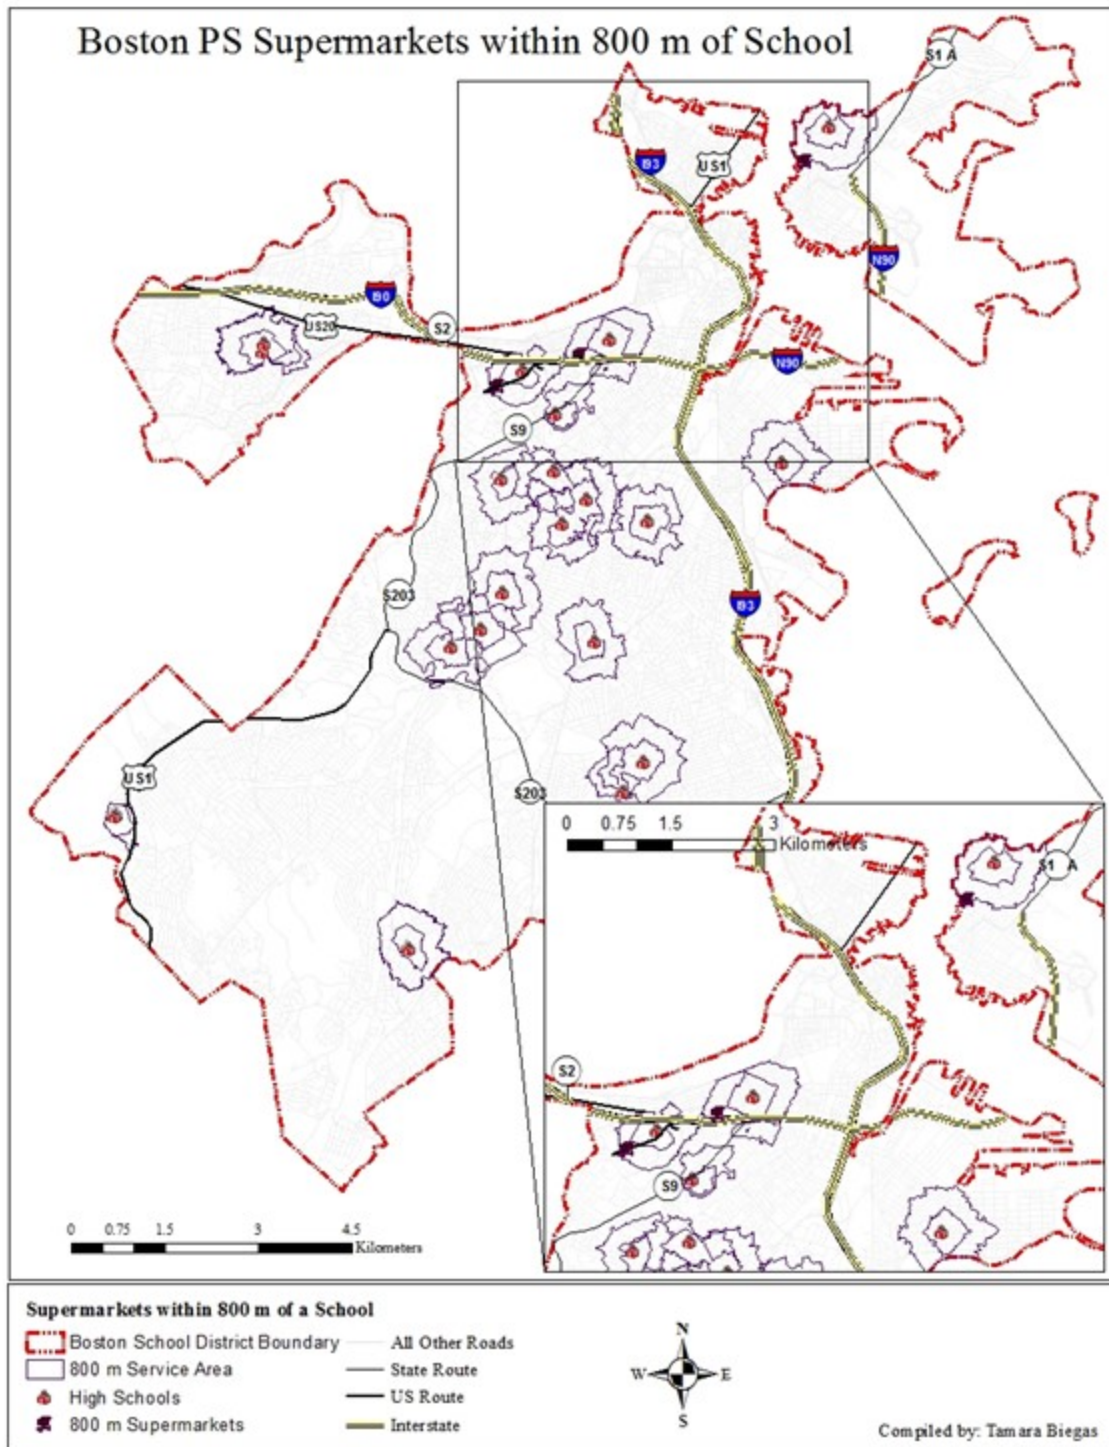 Boston PS Supermarkets within 800 m of School
S1 A
I93
US1
N90
I90
US20
S2
N90
S9
S203
I93
US1
S203
0 0.75 1.5 3
Kilometers
S1 A
S2
S9
0 0.75 1.5 3 4.5
Kilometers
Supermarkets within 800 m of a School
Boston School District Boundary
800 m Service Area
High Schools
800 m Supermarkets
All Other Roads
State Route
US Route
Interstate
N
W E
S
Compiled by: Tamara Biegas